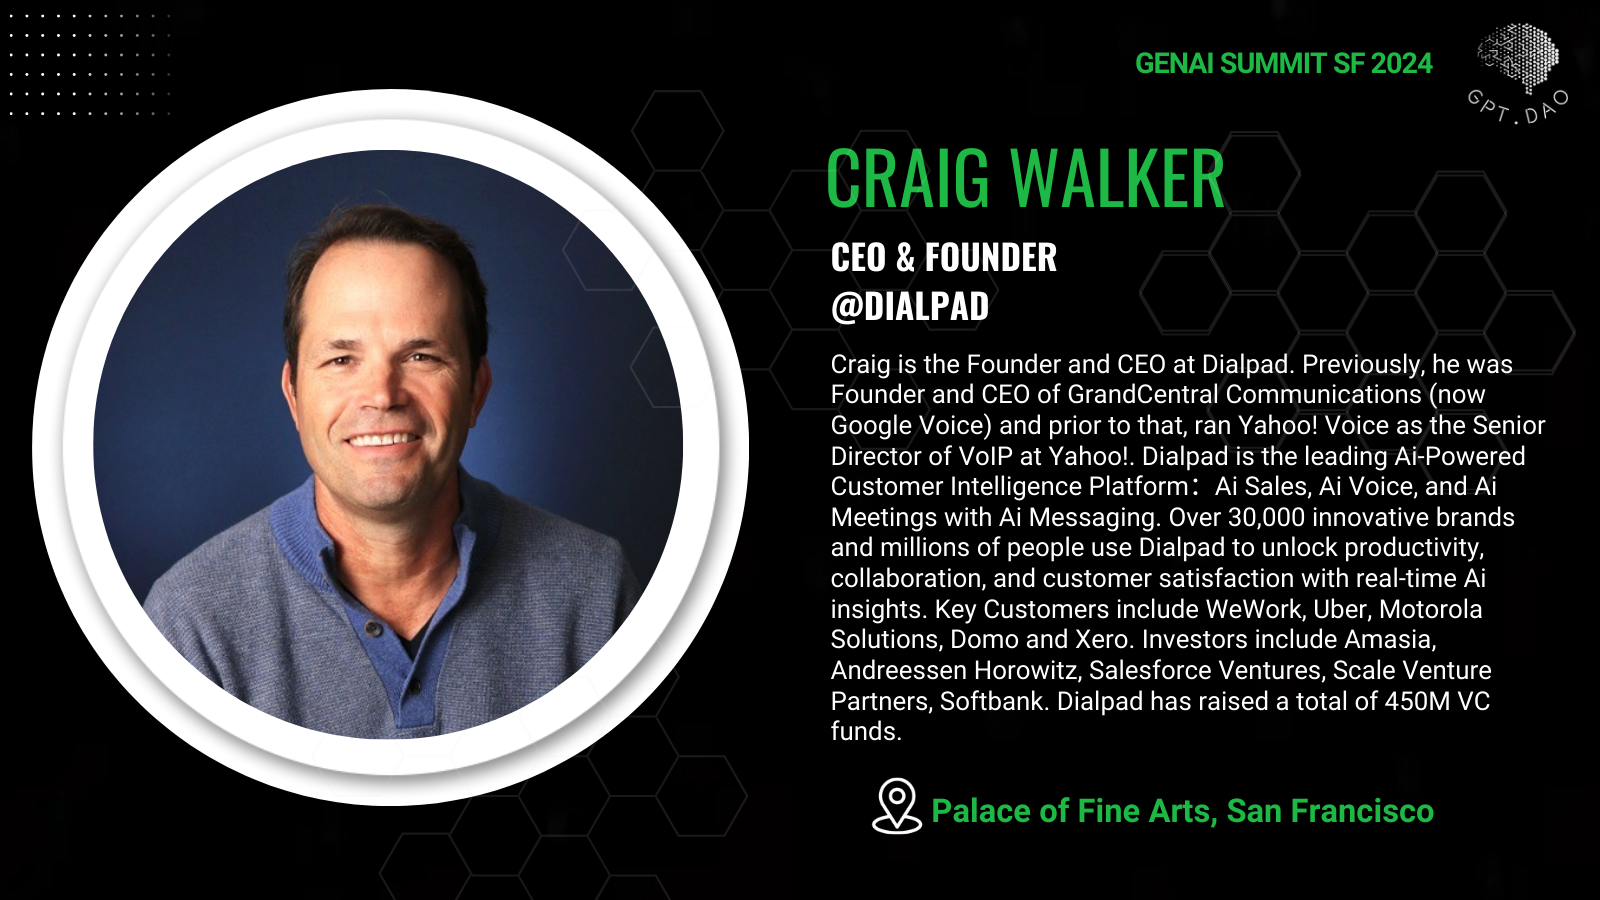 GENAI SUMMIT SF 2024
GPT.DAO
CRAIG WALKER
CEO & FOUNDER
@DIALPAD
Craig is the Founder and CEO at Dialpad. Previously, he was
Founder and CEO of GrandCentral Communications (now
Google Voice) and prior to that, ran Yahoo! Voice as the Senior
Director of VoIP at Yahoo!. Dialpad is the leading Ai-Powered
Customer Intelligence Platform： Ai Sales, Ai Voice, and Ai
Meetings with Ai Messaging. Over 30,000 innovative brands
and millions of people use Dialpad to unlock productivity,
collaboration, and customer satisfaction with real-time Ai
insights. Key Customers include WeWork, Uber, Motorola
Solutions, Domo and Xero. Investors include Amasia,
Andreessen Horowitz, Salesforce Ventures, Scale Venture
Partners, Softbank. Dialpad has raised a total of 450M VC
funds.
Palace of Fine Arts, San Francisco